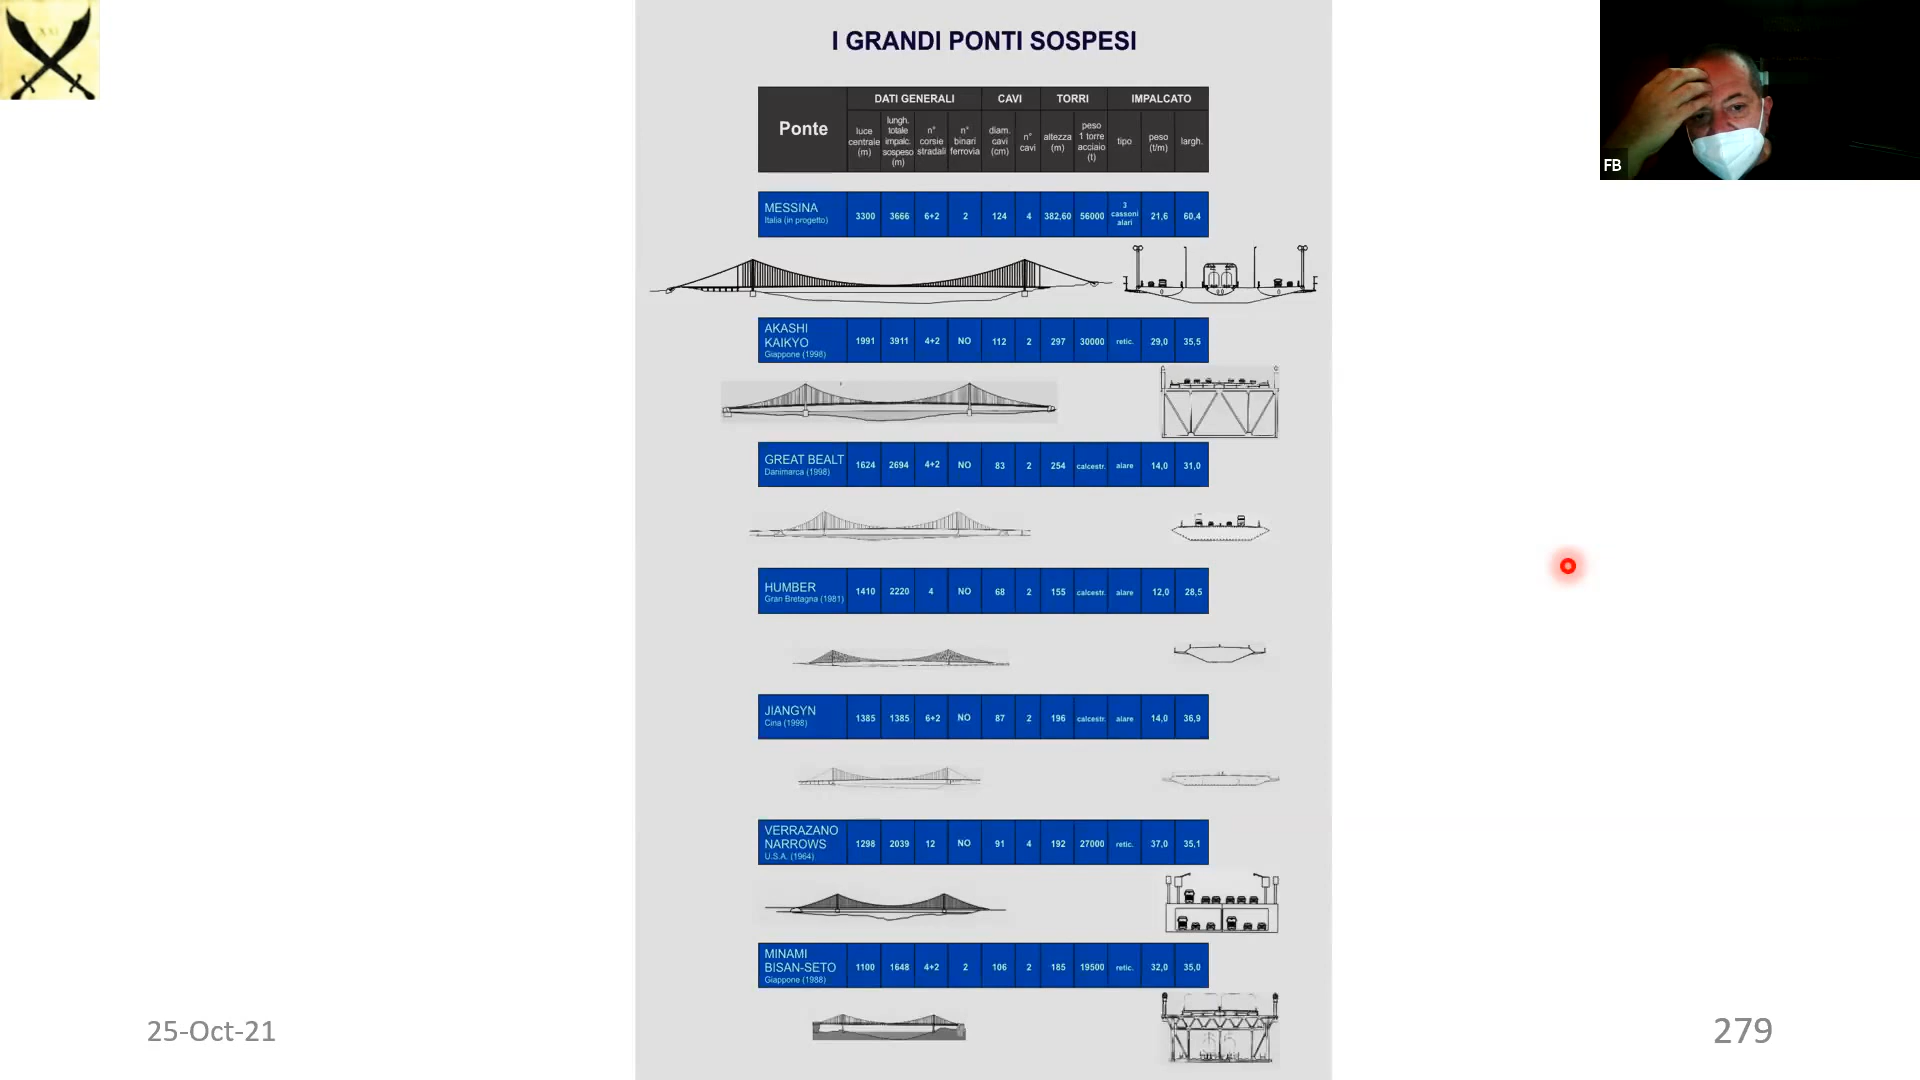 I GRANDI PONTI SOSPESI
Ponte
DATI GENERALI CAVI TORRI IMPALCATO
luce centrale (m)
lungh. totale impalc. sospeso (m)
n° corsie stradali
n° binari ferrovia
diam. cavi (cm)
n° cavi
altezza (m)
peso 1 torre acciaio (t)
tipo
peso (t/m)
largh.
MESSINA
Italia (in progetto)
3300 3666 6+2 2 124 4 382,60 56000 3 cassoni alari 21,6 60,4
AKASHI
KAIKYO
Giappone (1998)
1991 3911 4+2 NO 112 2 297 30000 retic. 29,0 35,5
GREAT BEALT
Danimarca (1998)
1624 2694 4+2 NO 83 2 254 calcestr. alare 14,0 31,0
HUMBER
Gran Bretagna (1981)
1410 2220 4 NO 68 2 155 calcestr. alare 12,0 28,5
JIANGYN
Cina (1998)
1385 1385 6+2 NO 87 2 196 calcestr. alare 14,0 36,9
VERRAZANO
NARROWS
U.S.A. (1964)
1298 2039 12 NO 91 4 192 27000 retic. 37,0 35,1
MINAMI
BISAN-SETO
Giappone (1988)
1100 1648 4+2 2 106 2 185 19500 retic. 32,0 35,0
FB
25-Oct-21
279